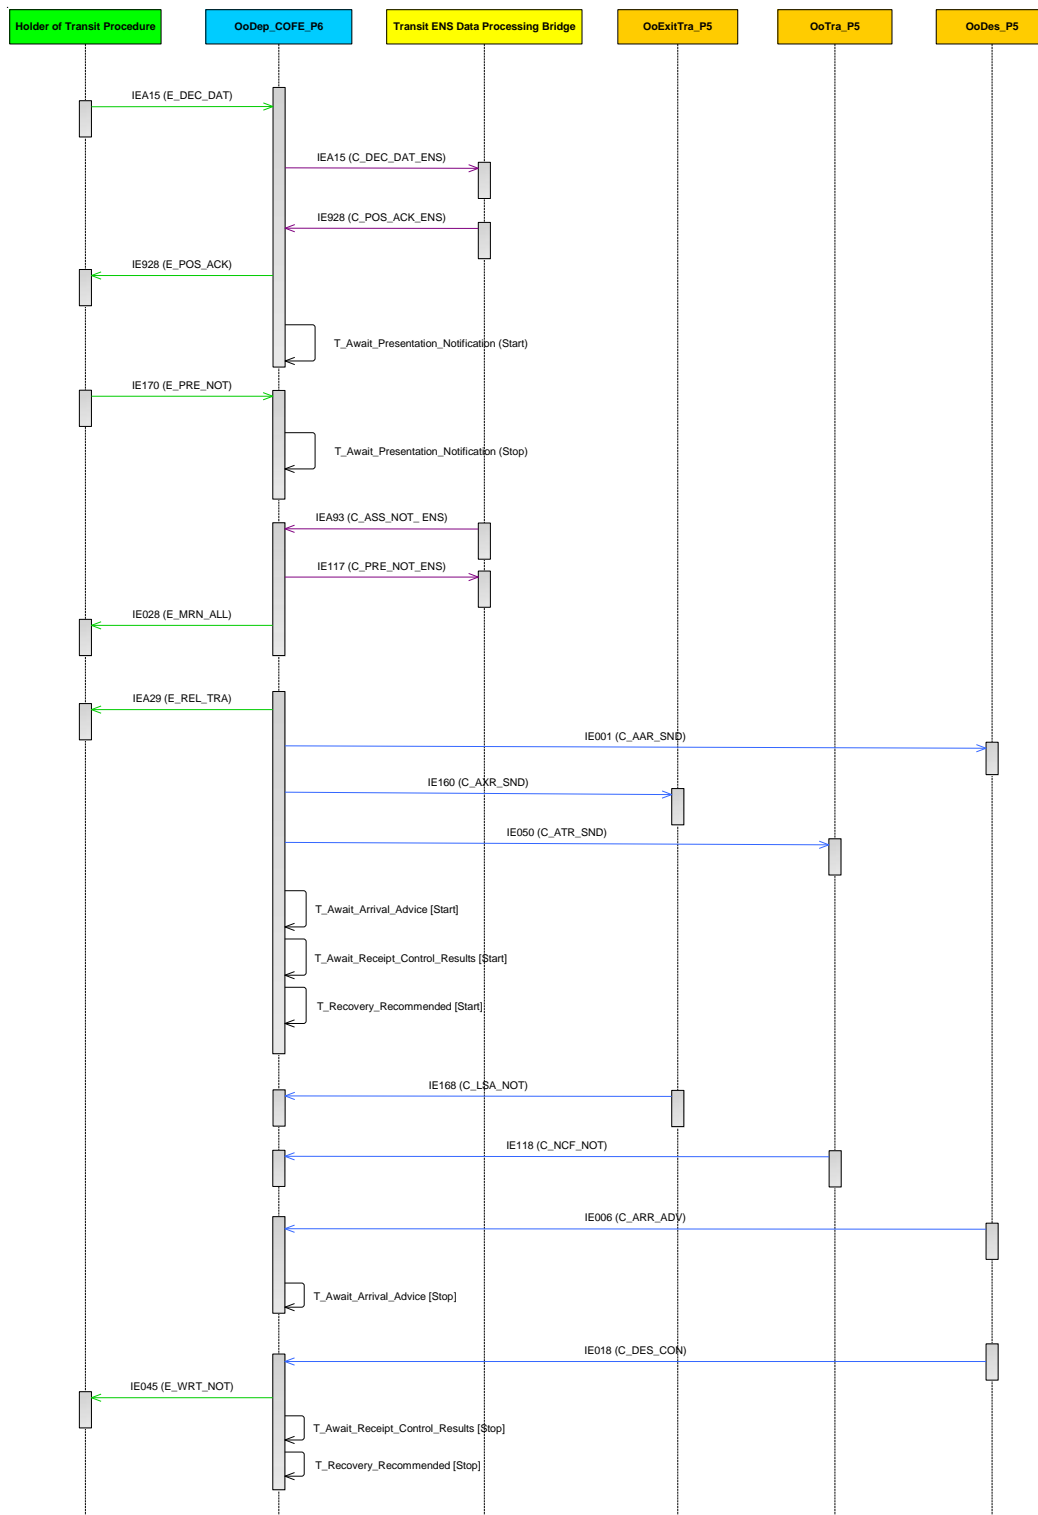 Holder of Transit Procedure
OoDep_COFE_P6
Transit ENS Data Processing Bridge
OoExitTra_P5
OoTra_P5
OoDes_P5
IEA15 (E_DEC_DAT)
IEA15 (C_DEC_DAT_ENS)
IE928 (C_POS_ACK_ENS)
IE928 (E_POS_ACK)
T_Await_Presentation_Notification (Start)
IE170 (E_PRE_NOT)
T_Await_Presentation_Notification (Stop)
IEA93 (C_ASS_NOT_ ENS)
IE117 (C_PRE_NOT_ENS)
IE028 (E_MRN_ALL)
IEA29 (E_REL_TRA)
IE001 (C_AAR_SND)
IE160 (C_AXR_SND)
IE050 (C_ATR_SND)
T_Await_Arrival_Advice [Start]
T_Await_Receipt_Control_Results [Start]
T_Recovery_Recommended [Start]
IE168 (C_LSA_NOT)
IE118 (C_NCF_NOT)
IE006 (C_ARR_ADV)
T_Await_Arrival_Advice [Stop]
IE018 (C_DES_CON)
IE045 (E_WRT_NOT)
T_Await_Receipt_Control_Results [Stop]
T_Recovery_Recommended [Stop]